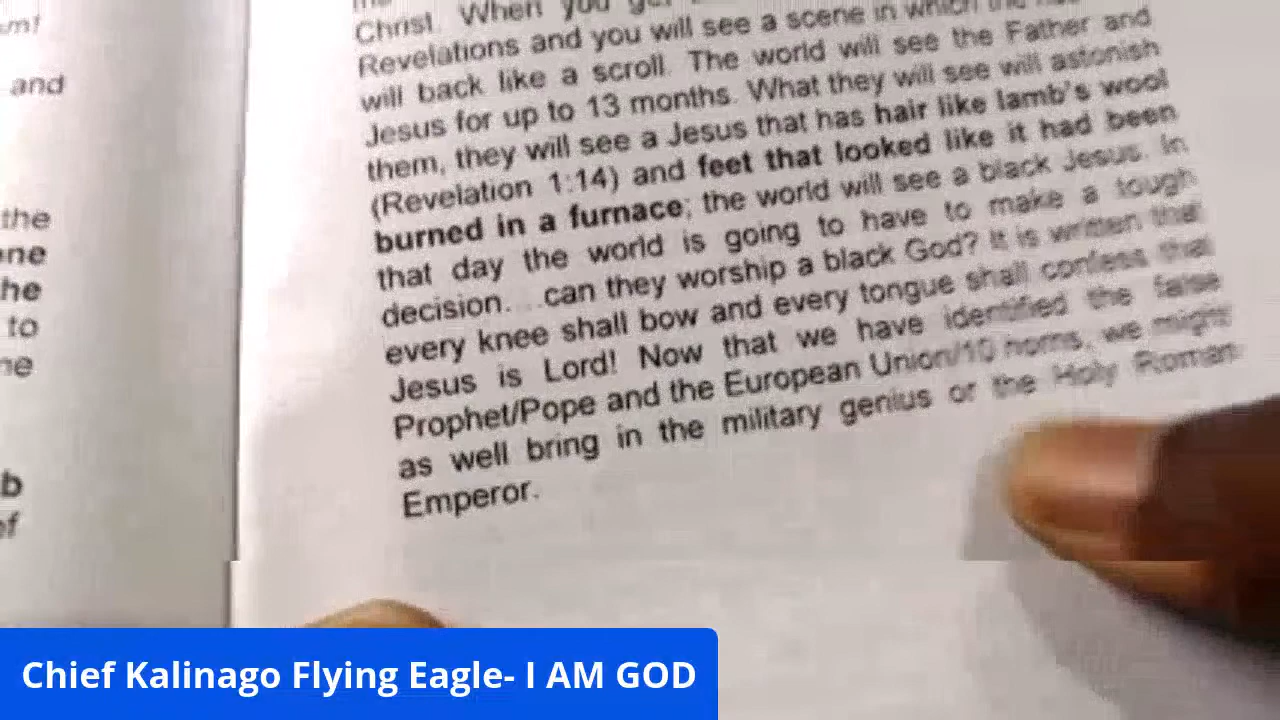 and
the
to
b
Christ. When you
Revelations and you will see a scene in which the
will back like a scroll. The world will see the Father and
Jesus for up to 13 months. What they will see will astonish
them, they will see a Jesus that has hair like lamb's wool
(Revelation 1:14) and feet that looked like it had been
burned in a furnace; the world will see a black Jesus. In
that day the world is going to have to make a tough
decision. . .can they worship a black God? It is written that
every knee shall bow and every tongue shall confess that
Jesus is Lord! Now that we have identified the false
Prophet/Pope and the European Union/10 horns, we might
as well bring in the military genius or the Holy Roman
Emperor.
Chief Kalinago Flying Eagle- I AM GOD